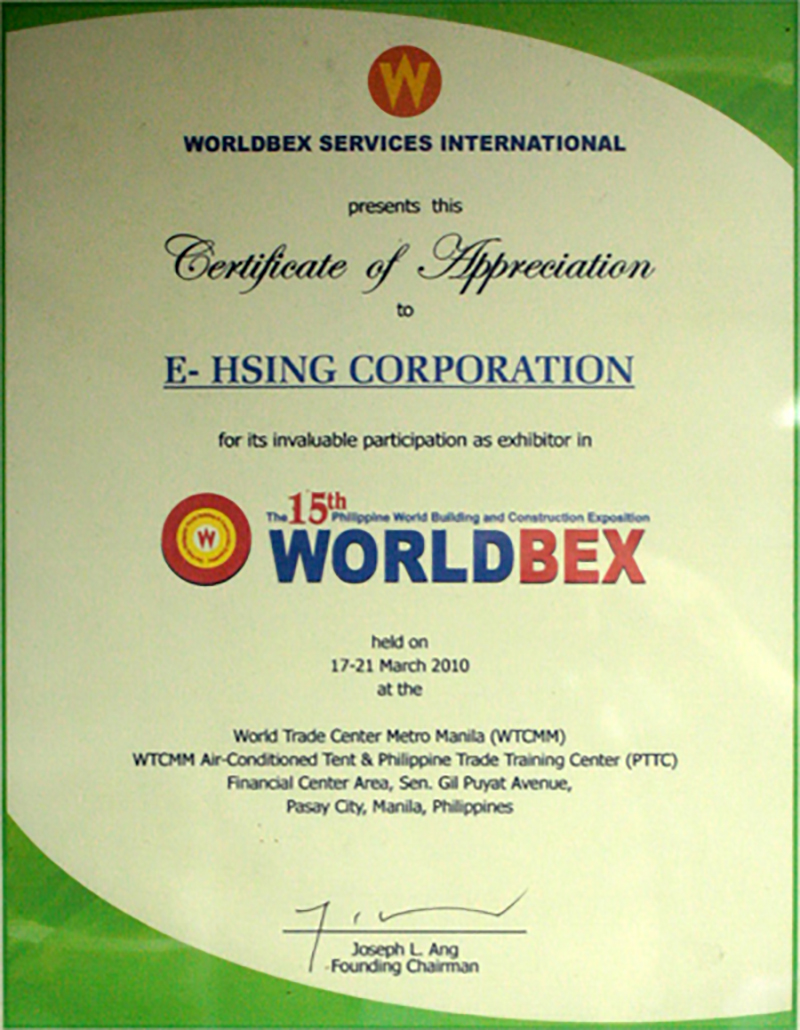 W
WORLDBEX SERVICES INTERNATIONAL
presents this
Certificate of Appreciation
to
E- HSING CORPORATION
for its invaluable participation as exhibitor in
W
The 15th Philippine World Building and Construction Exposition
WORLDBEX
held on
17-21 March 2010
at the
World Trade Center Metro Manila (WTCMM)
WTCMM Air-Conditioned Tent & Philippine Trade Training Center (PTTC)
Financial Center Area, Sen. Gil Puyat Avenue,
Pasay City, Manila, Philippines
Joseph L. Ang
Founding Chairman